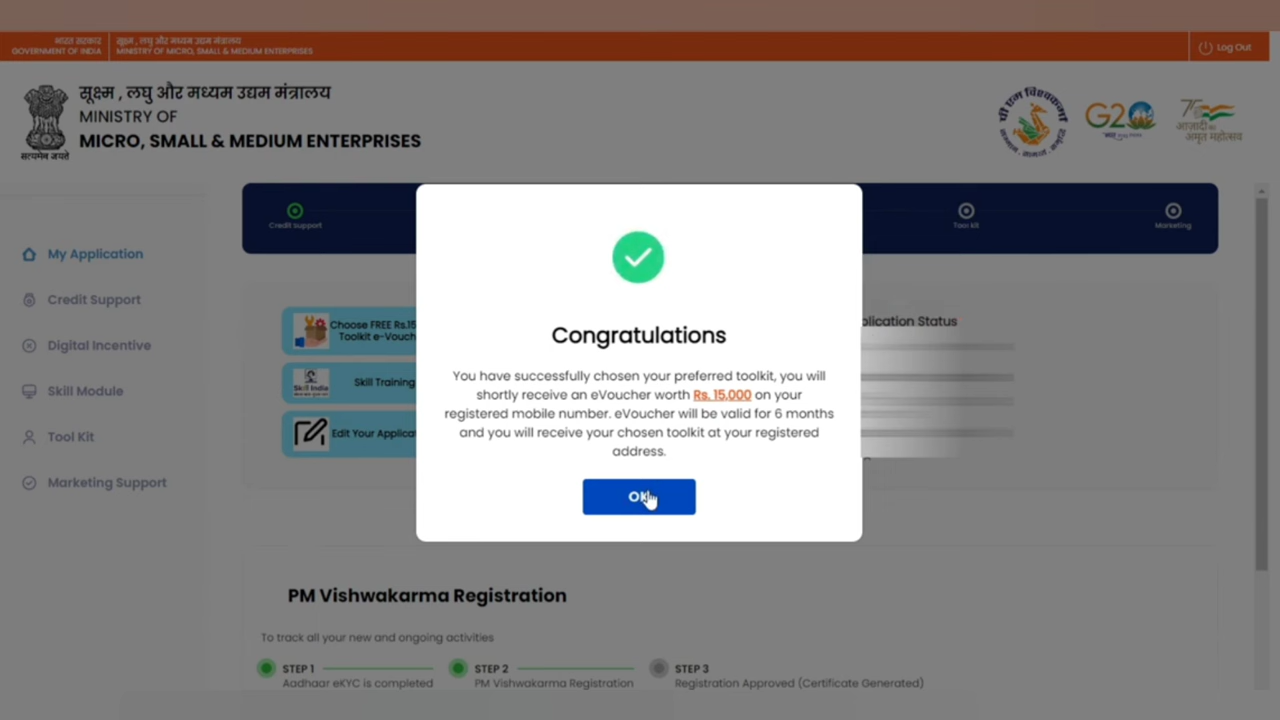 भारत सरकार
GOVERNMENT OF INDIA
सूक्ष्म , लघु और मध्यम उद्यम मंत्रालय
MINISTRY OF MICRO, SMALL & MEDIUM ENTERPRISES
Log Out
सूक्ष्म , लघु और मध्यम उद्यम मंत्रालय
MINISTRY OF
MICRO, SMALL & MEDIUM ENTERPRISES
सत्यमेव जयते
पी एम विश्वकर्मा
G20
आज़ादी का
अमृत महोत्सव
Credit Support
Tool kit
Marketing
My Application
Credit Support
Digital Incentive
Skill Module
Tool Kit
Marketing Support
Choose FREE Rs.15
Toolkit e-Vouch
Skill India
Skill Training
Edit Your Applica
plication Status
Congratulations
You have successfully chosen your preferred toolkit, you will
shortly receive an eVoucher worth Rs. 15,000 on your
registered mobile number. eVoucher will be valid for 6 months
and you will receive your chosen toolkit at your registered
address.
OK
PM Vishwakarma Registration
To track all your new and ongoing activities
STEP 1
Aadhaar eKYC is completed
STEP 2
PM Vishwakarma Registration
STEP 3
Registration Approved (Certificate Generated)